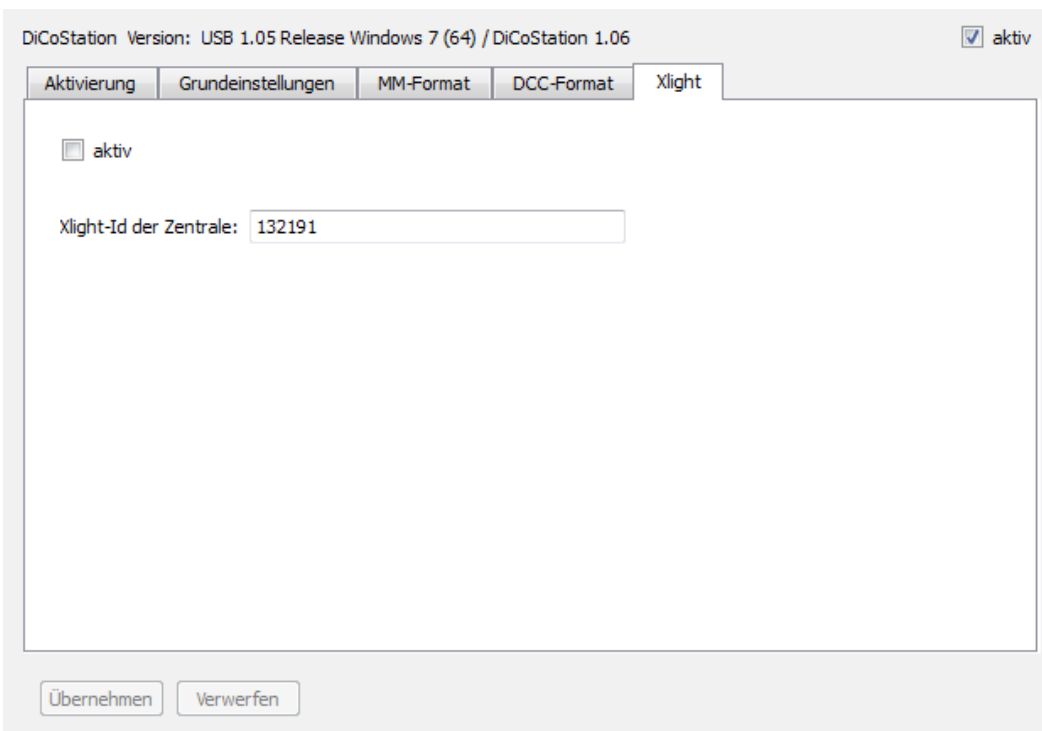 DiCoStation Version: USB 1.05 Release Windows 7 (64) / DiCoStation 1.06 aktiv
Aktivierung Grundeinstellungen MM-Format DCC-Format Xlight
aktiv
Xlight-Id der Zentrale: 132191
Übernehmen Verwerfen